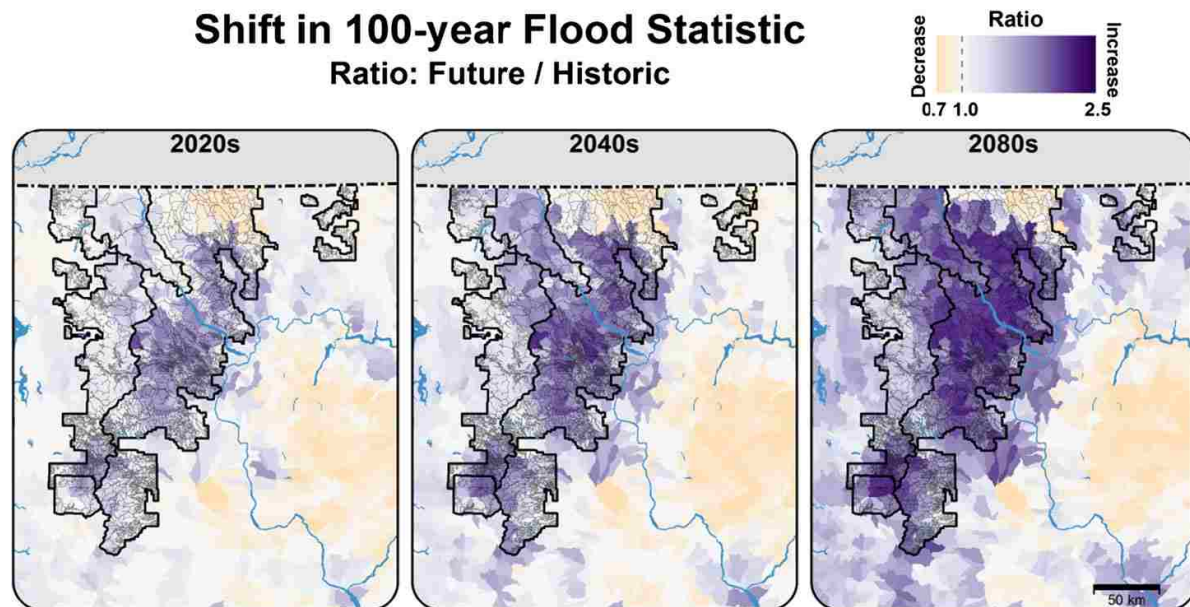 Shift in 100-year Flood Statistic
Ratio: Future / Historic
Ratio
Decrease
Increase
0.7 1.0 2.5
2020s
2040s
2080s
50 km